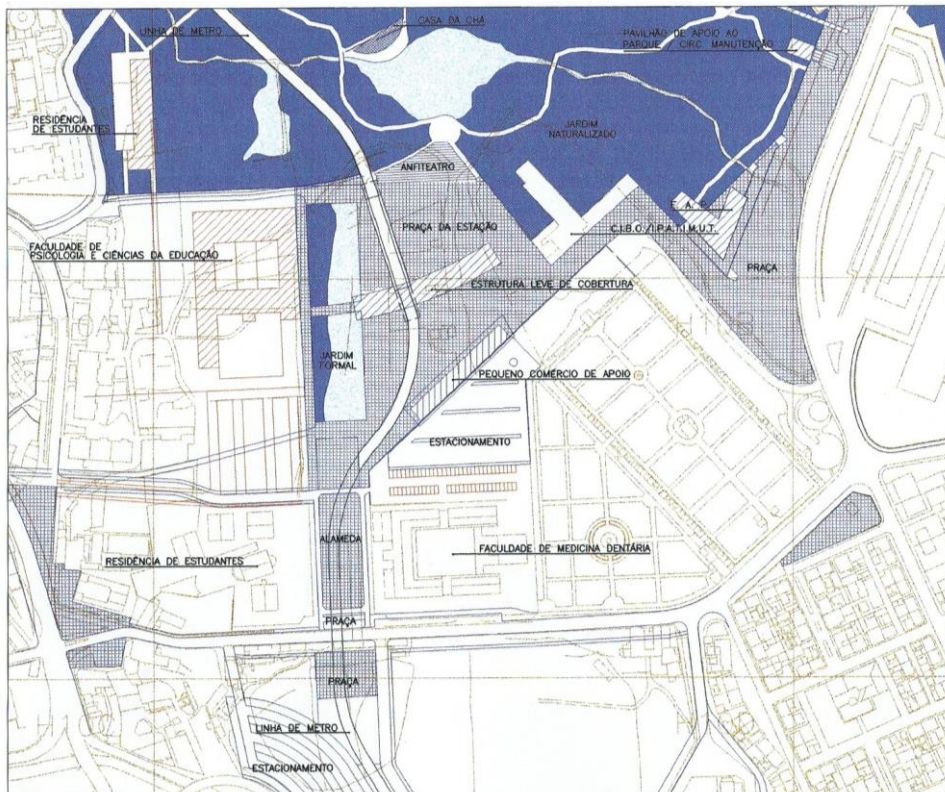 CASA DA CHÁ
LINHA DE METRO
PAVILHÃO DE APOIO AO
PARQUE / CIRC. MANUTENÇÃO
RESIDÊNCIA
DE ESTUDANTES
JARDIM
NATURALIZADO
ANFITEATRO
E. A. P.
PRAÇA DA ESTAÇÃO
C.I.B.O./I.P.A.T.I.M.U.T.
FACULDADE DE
PSICOLOGIA E CIÊNCIAS DA EDUCAÇÃO
PRAÇA
ESTRUTURA LEVE DE COBERTURA
JARDIM
FORMAL
PEQUENO COMÉRCIO DE APOIO
ESTACIONAMENTO
ALAMEDA
FACULDADE DE MEDICINA DENTÁRIA
RESIDÊNCIA DE ESTUDANTES
PRAÇA
PRAÇA
LINHA DE METRO
ESTACIONAMENTO